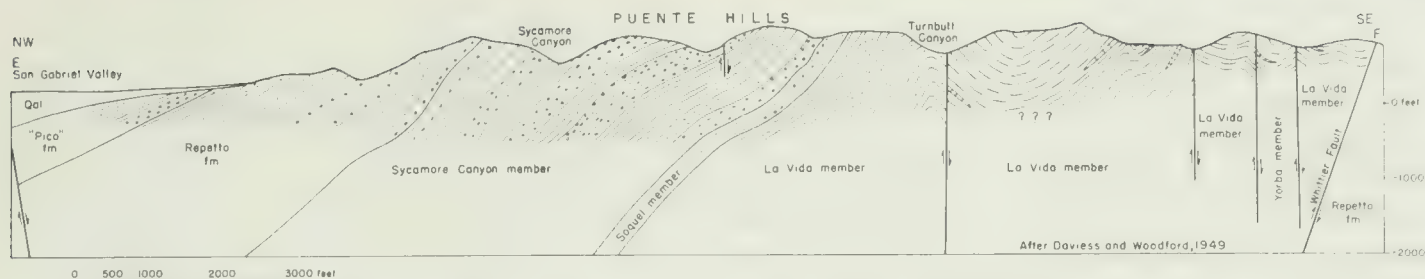 PUENTE HILLS
NW
E
San Gabriel Valley
Sycamore
Canyon
Turnbull
Canyon
SE
F
Qal
"Pico"
fm
Repetto
fm
Sycamore Canyon member
Soquel member
La Vida member
? ? ?
La Vida member
La Vida
member
Yorba member
La Vida
member
Whittier Fault
Repetto
fm
0 feet
-1000
-2000
After Daviess and Woodford, 1949
0 500 1000 2000 3000 feet